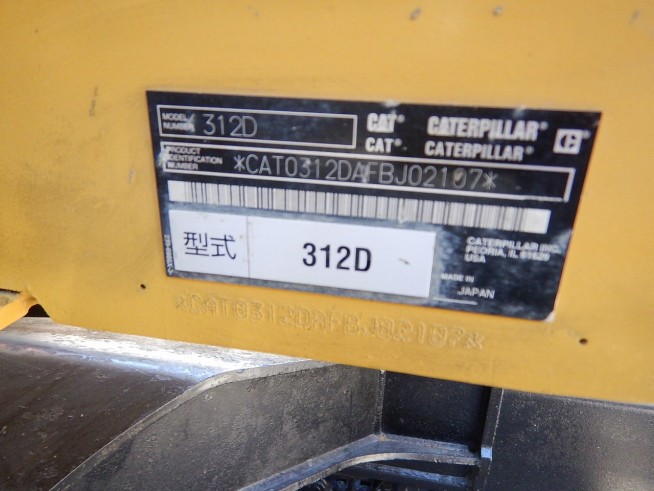 MODEL NUMBER 312D
CAT® CATERPILLAR®
CAT® CATERPILLAR®
PRODUCT IDENTIFICATION NUMBER *CAT0312DAFBJ02107*
型式 312D
CATERPILLAR INC.
PEORIA, IL 61629
USA
MADE IN
JAPAN
*CAT0312DAFBJ02107*